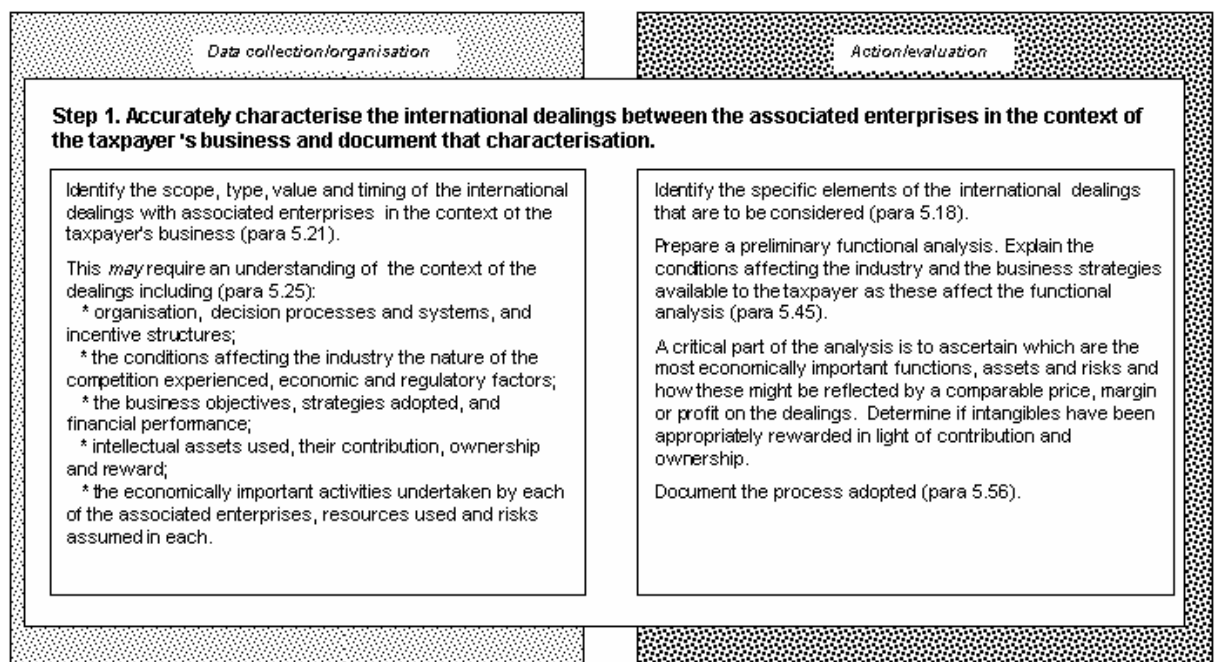 Data collection/organisation
Action/evaluation
Step 1. Accurately characterise the international dealings between the associated enterprises in the context of
the taxpayer 's business and document that characterisation.
Identify the scope, type, value and timing of the international
dealings with associated enterprises in the context of the
taxpayer's business (para 5.21).
This may require an understanding of the context of the
dealings including (para 5.25):
* organisation, decision processes and systems, and
incentive structures;
* the conditions affecting the industry the nature of the
competition experienced, economic and regulatory factors;
* the business objectives, strategies adopted, and
financial performance;
* intellectual assets used, their contribution, ownership
and reward;
* the economically important activities undertaken by each
of the associated enterprises, resources used and risks
assumed in each.
Identify the specific elements of the international dealings
that are to be considered (para 5.18).
Prepare a preliminary functional analysis. Explain the
conditions affecting the industry and the business strategies
available to the taxpayer as these affect the functional
analysis (para 5.45).
A critical part of the analysis is to ascertain which are the
most economically important functions, assets and risks and
how these might be reflected by a comparable price, margin
or profit on the dealings. Determine if intangibles have been
appropriately rewarded in light of contribution and
ownership.
Document the process adopted (para 5.56).